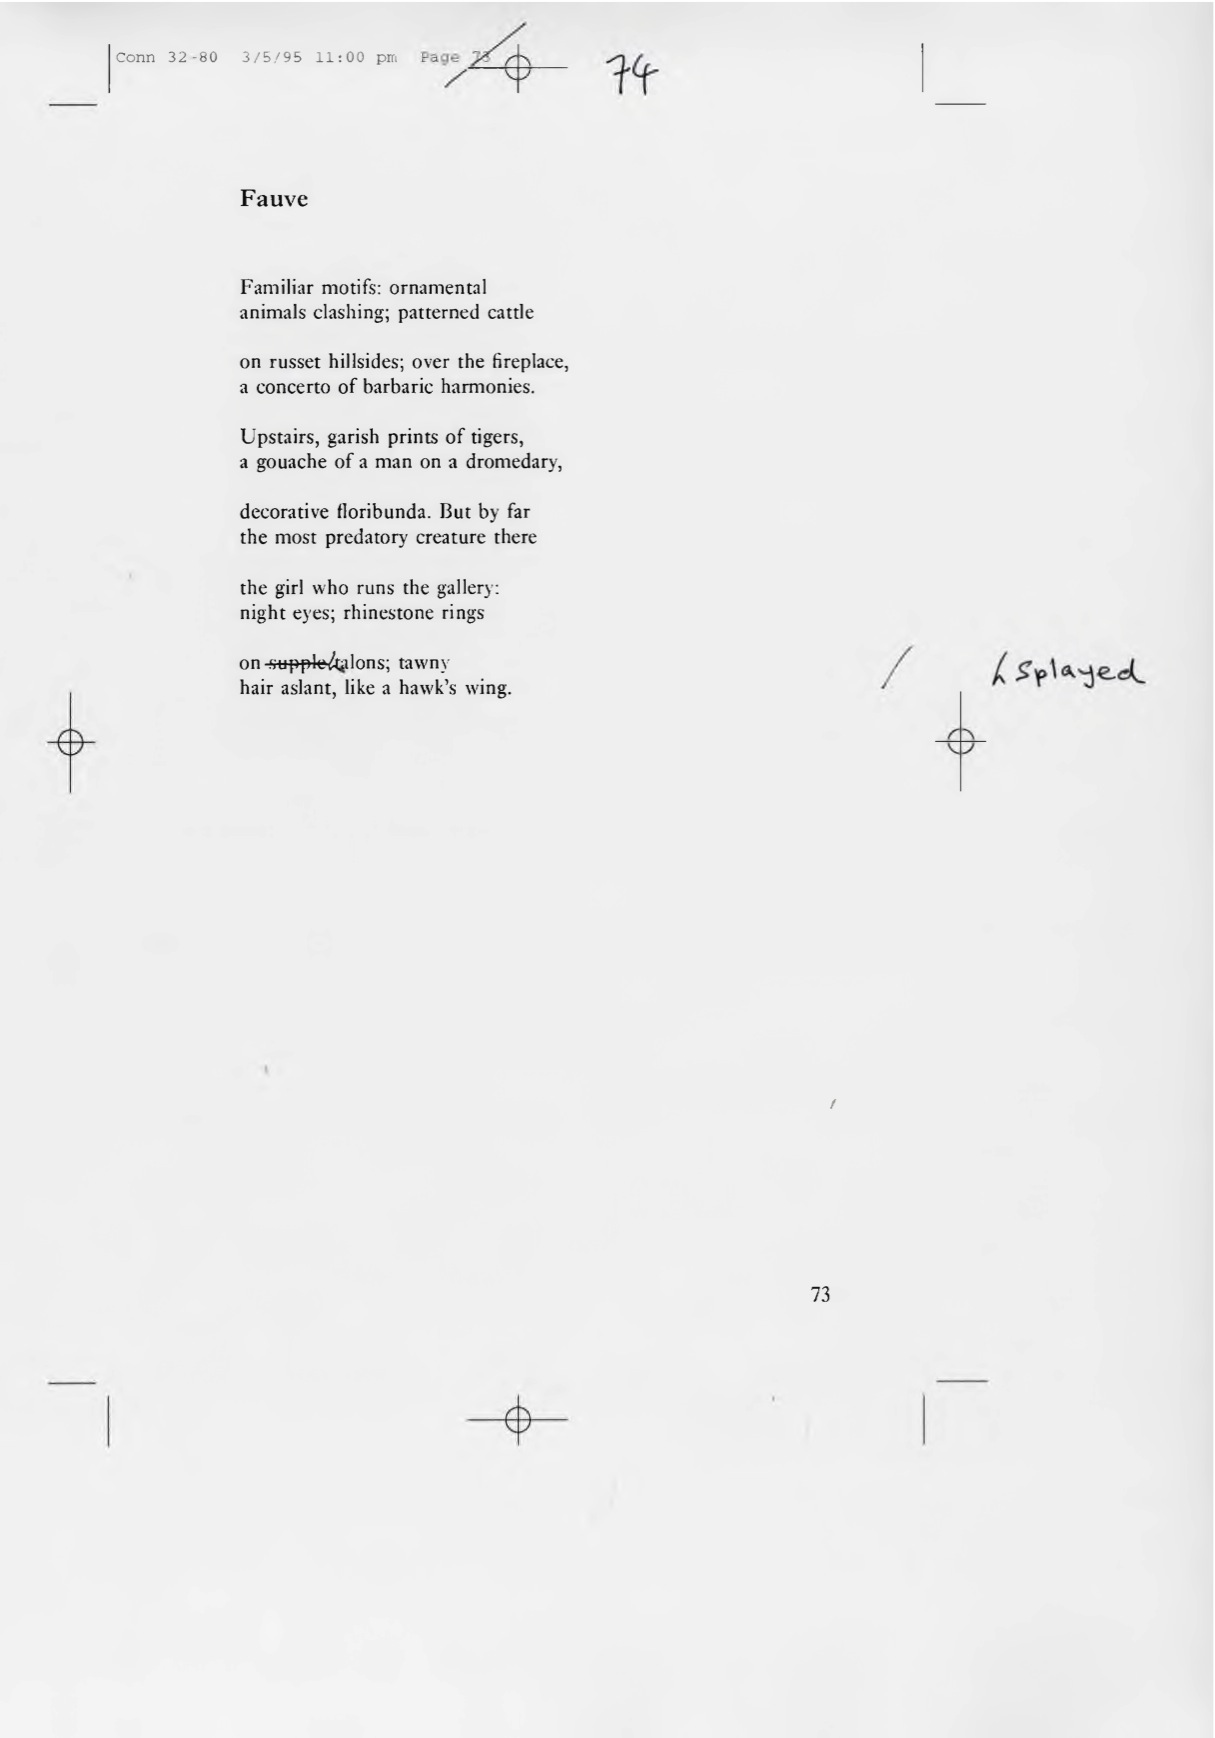 Conn 32-80 3/5/95 11:00 pm Page 73
74
Fauve
Familiar motifs: ornamental
animals clashing; patterned cattle
on russet hillsides; over the fireplace,
a concerto of barbaric harmonies.
Upstairs, garish prints of tigers,
a gouache of a man on a dromedary,
decorative floribunda. But by far
the most predatory creature there
the girl who runs the gallery:
night eyes; rhinestone rings
on supple talons; tawny
/ Splayed
hair aslant, like a hawk's wing.
73